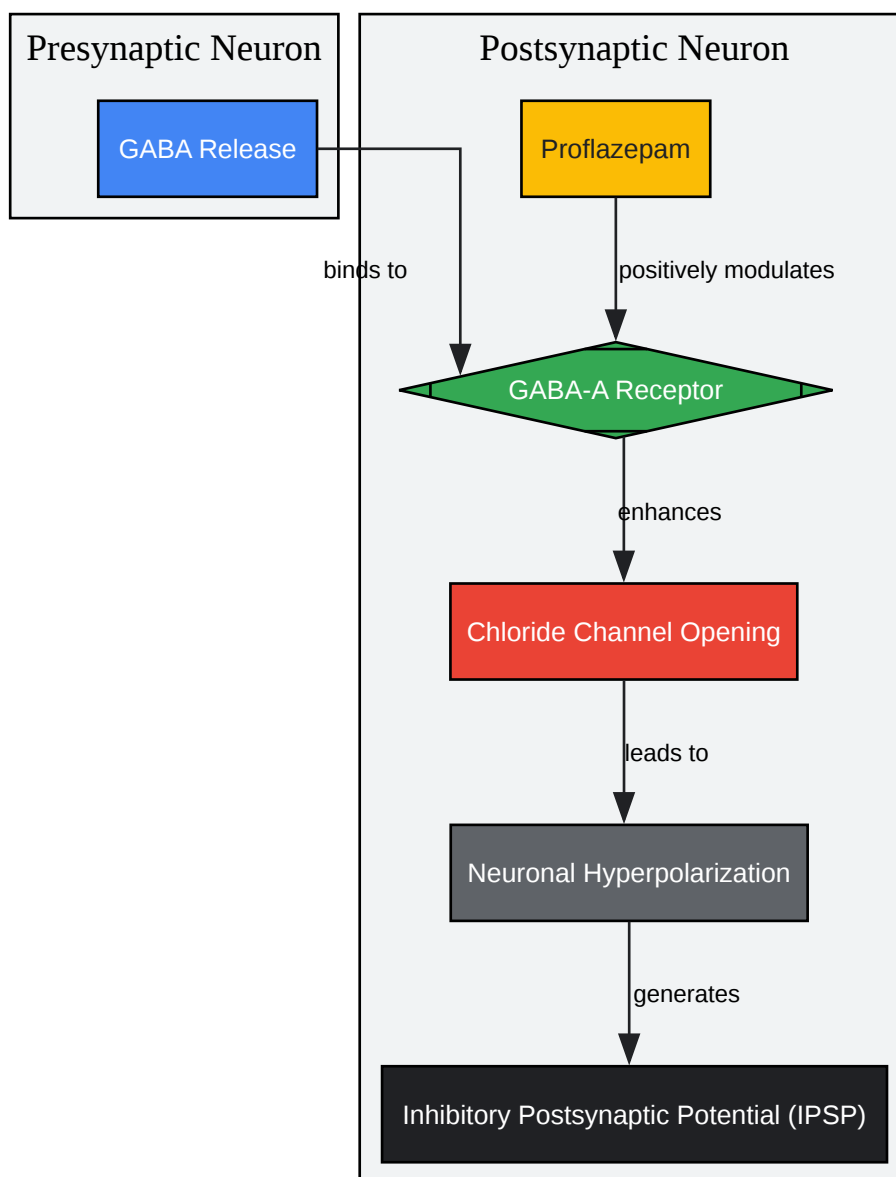 Presynaptic Neuron
Postsynaptic Neuron
GABA Release
Proflazepam
binds to
positively modulates
GABA-A Receptor
enhances
Chloride Channel Opening
leads to
Neuronal Hyperpolarization
generates
Inhibitory Postsynaptic Potential (IPSP)